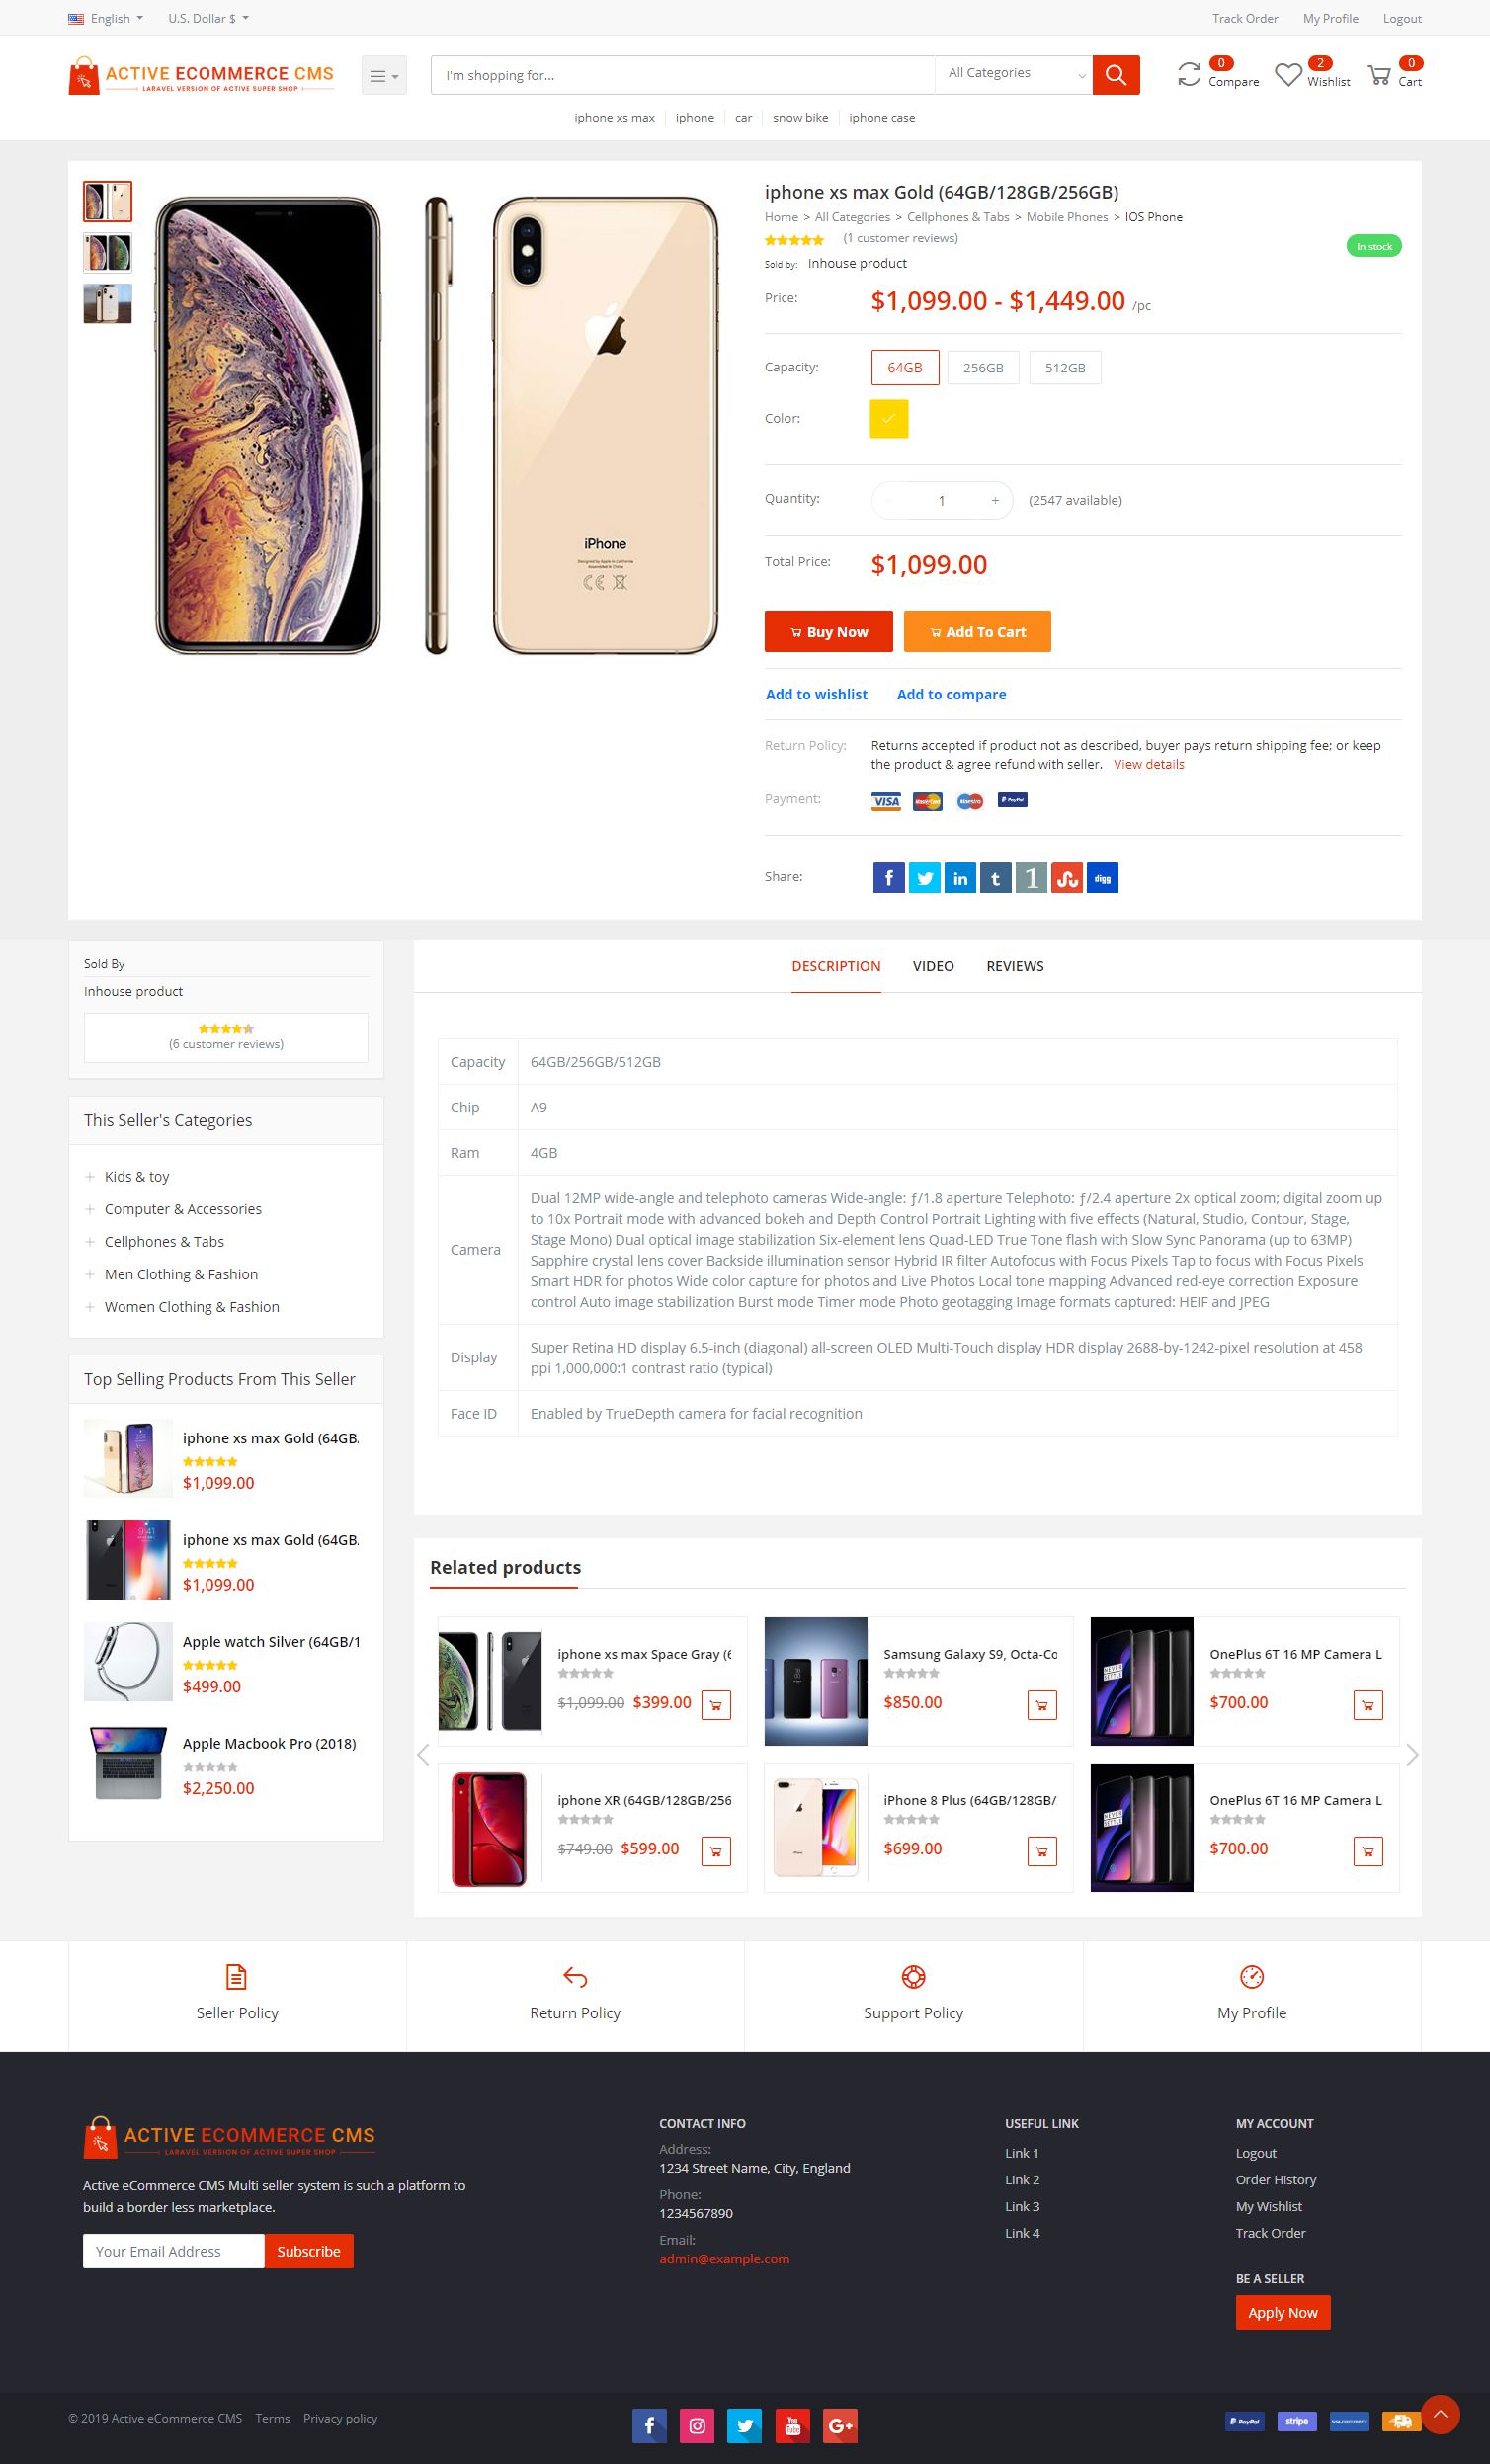 English
U.S. Dollar $
Track Order
My Profile
Logout
ACTIVE ECOMMERCE CMS
LARAVEL VERSION OF ACTIVE SUPER SHOP
I'm shopping for...
All Categories
0
Compare
2
Wishlist
0
Cart
iphone xs max
iphone
car
snow bike
iphone case
iphone xs max Gold (64GB/128GB/256GB)
Home > All Categories > Cellphones & Tabs > Mobile Phones > IOS Phone
(1 customer reviews)
In stock
Sold by: Inhouse product
Price: $1,099.00 - $1,449.00 /pc
Capacity: 64GB 256GB 512GB
Color:
Quantity: 1 + (2547 available)
Total Price: $1,099.00
Buy Now
Add To Cart
Add to wishlist
Add to compare
Return Policy: Returns accepted if product not as described, buyer pays return shipping fee; or keep
the product & agree refund with seller. View details
Payment: VISA MasterCard Maestro PayPal
Share: f in t 1 digg
iPhone
Designed by Apple in California
Assembled in China
Sold By
Inhouse product
(6 customer reviews)
This Seller's Categories
Kids & toy
Computer & Accessories
Cellphones & Tabs
Men Clothing & Fashion
Women Clothing & Fashion
Top Selling Products From This Seller
iphone xs max Gold (64GB.
$1,099.00
iphone xs max Gold (64GB.
$1,099.00
Apple watch Silver (64GB/1
$499.00
Apple Macbook Pro (2018)
$2,250.00
DESCRIPTION
VIDEO
REVIEWS
Capacity 64GB/256GB/512GB
Chip A9
Ram 4GB
Camera
Dual 12MP wide-angle and telephoto cameras Wide-angle: ƒ/1.8 aperture Telephoto: ƒ/2.4 aperture 2x optical zoom; digital zoom up
to 10x Portrait mode with advanced bokeh and Depth Control Portrait Lighting with five effects (Natural, Studio, Contour, Stage,
Stage Mono) Dual optical image stabilization Six-element lens Quad-LED True Tone flash with Slow Sync Panorama (up to 63MP)
Sapphire crystal lens cover Backside illumination sensor Hybrid IR filter Autofocus with Focus Pixels Tap to focus with Focus Pixels
Smart HDR for photos Wide color capture for photos and Live Photos Local tone mapping Advanced red-eye correction Exposure
control Auto image stabilization Burst mode Timer mode Photo geotagging Image formats captured: HEIF and JPEG
Display
Super Retina HD display 6.5-inch (diagonal) all-screen OLED Multi-Touch display HDR display 2688-by-1242-pixel resolution at 458
ppi 1,000,000:1 contrast ratio (typical)
Face ID Enabled by TrueDepth camera for facial recognition
Related products
iphone xs max Space Gray (6
$1,099.00 $399.00
Samsung Galaxy S9, Octa-Co
$850.00
NEVER
SETTLE
OnePlus 6T 16 MP Camera L
$700.00
iphone XR (64GB/128GB/256
$749.00 $599.00
iPhone 8 Plus (64GB/128GB/
$699.00
NEVER
SETTLE
OnePlus 6T 16 MP Camera L
$700.00
Seller Policy
Return Policy
Support Policy
My Profile
ACTIVE ECOMMERCE CMS
LARAVEL VERSION OF ACTIVE SUPER SHOP
Active eCommerce CMS Multi seller system is such a platform to
build a border less marketplace.
Your Email Address
Subscribe
CONTACT INFO
Address:
1234 Street Name, City, England
Phone:
1234567890
Email:
admin@example.com
USEFUL LINK
Link 1
Link 2
Link 3
Link 4
MY ACCOUNT
Logout
Order History
My Wishlist
Track Order
BE A SELLER
Apply Now
© 2019 Active eCommerce CMS
Terms
Privacy policy
f
You
Tube
G+
PayPal
stripe